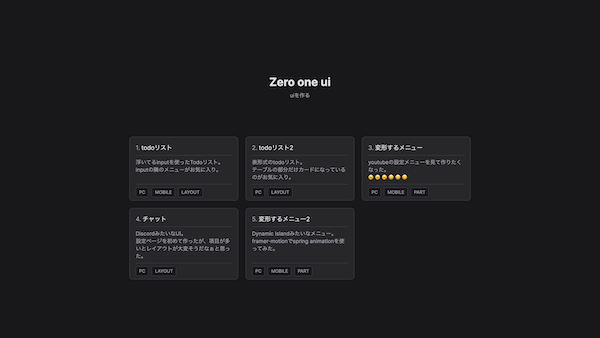 Zero one ui
uiを作る
1. todoリスト
浮いてるinputを使ったTodoリスト。
inputの隣のメニューがお気に入り。
PC MOBILE LAYOUT
2. todoリスト2
表形式のtodoリスト。
テーブルの部分だけカードになっている
のがお気に入り。
PC LAYOUT
3. 変形するメニュー
youtubeの設定メニューを見て作りたく
なった。
PC MOBILE PART
4. チャット
DiscordみたいなUI。
設定ページを初めて作ったが、項目が多
いとレイアウトが大変そうだなぁと思っ
た。
PC LAYOUT
5. 変形するメニュー2
Dynamic Islandみたいなメニュー。
framer-motionでspring animationを使
ってみた。
PC MOBILE PART